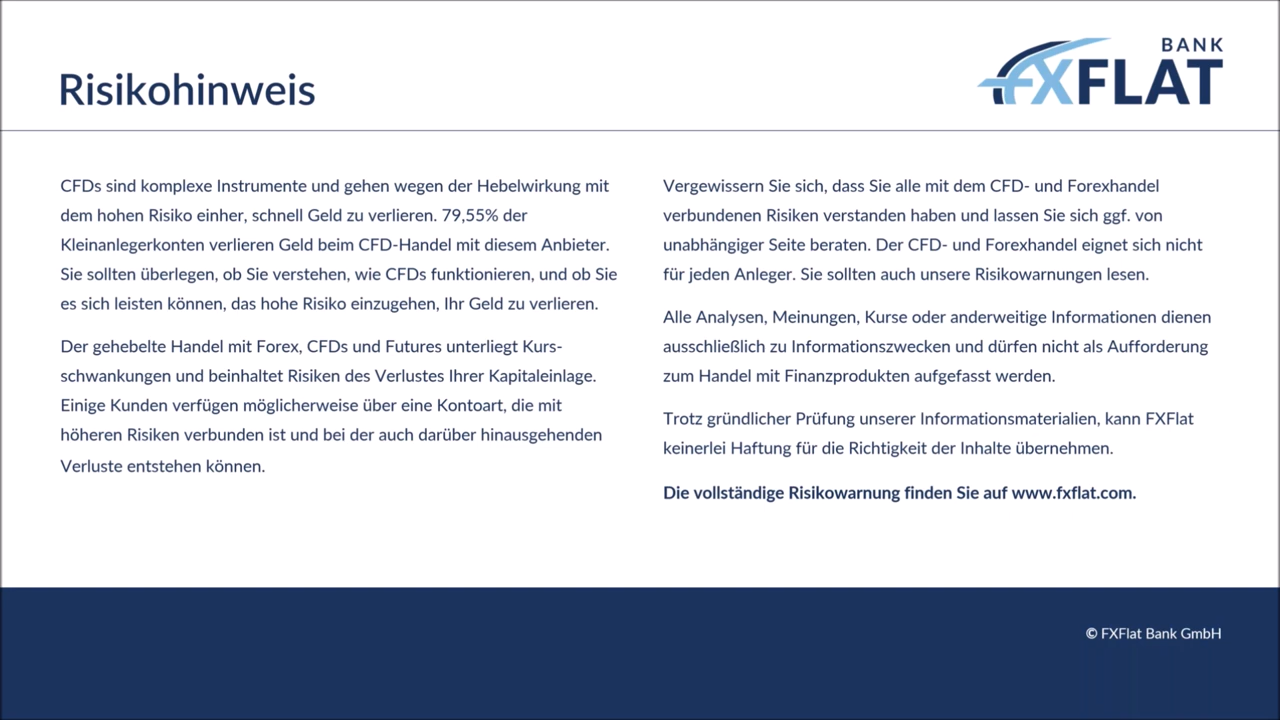 Risikohinweis
BANK
FXFLAT
CFDs sind komplexe Instrumente und gehen wegen der Hebelwirkung mit
dem hohen Risiko einher, schnell Geld zu verlieren. 79,55% der
Kleinanlegerkonten verlieren Geld beim CFD-Handel mit diesem Anbieter.
Sie sollten überlegen, ob Sie verstehen, wie CFDs funktionieren, und ob Sie
es sich leisten können, das hohe Risiko einzugehen, Ihr Geld zu verlieren.
Der gehebelte Handel mit Forex, CFDs und Futures unterliegt Kurs-
schwankungen und beinhaltet Risiken des Verlustes Ihrer Kapitaleinlage.
Einige Kunden verfügen möglicherweise über eine Kontoart, die mit
höheren Risiken verbunden ist und bei der auch darüber hinausgehenden
Verluste entstehen können.
Vergewissern Sie sich, dass Sie alle mit dem CFD- und Forexhandel
verbundenen Risiken verstanden haben und lassen Sie sich ggf. von
unabhängiger Seite beraten. Der CFD- und Forexhandel eignet sich nicht
für jeden Anleger. Sie sollten auch unsere Risikowarnungen lesen.
Alle Analysen, Meinungen, Kurse oder anderweitige Informationen dienen
ausschließlich zu Informationszwecken und dürfen nicht als Aufforderung
zum Handel mit Finanzprodukten aufgefasst werden.
Trotz gründlicher Prüfung unserer Informationsmaterialien, kann FXFlat
keinerlei Haftung für die Richtigkeit der Inhalte übernehmen.
Die vollständige Risikowarnung finden Sie auf www.fxflat.com.
© FXFlat Bank GmbH